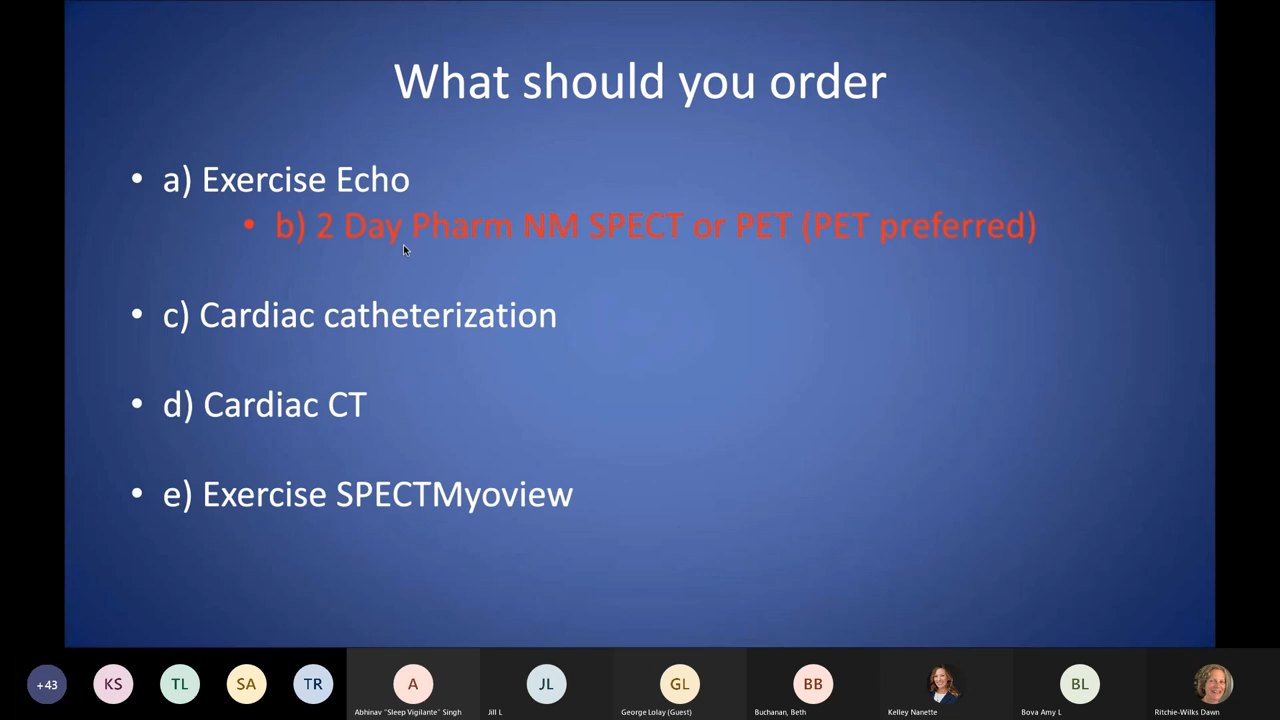 What should you order
• a) Exercise Echo
• b) 2 Day Pharm NM SPECT or PET (PET preferred)
• c) Cardiac catheterization
• d) Cardiac CT
• e) Exercise SPECTMyoview
+43
KS
TL
SA
TR
A
Abhinav "Sleep Vigilante" Singh
JL
Jill L
GL
George Lolay (Guest)
BB
Buchanan, Beth
Kelley Nanette
BL
Bova Amy L
Ritchie-Wilks Dawn